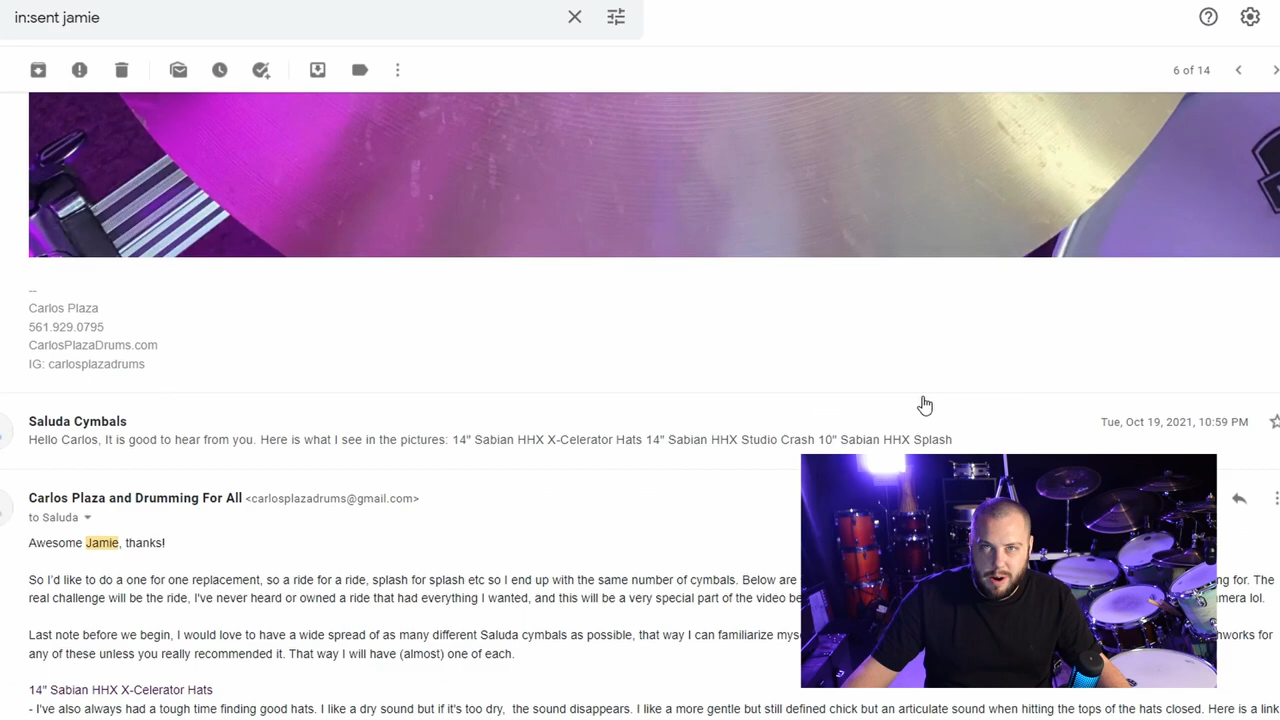 in:sent jamie
6 of 14
--
Carlos Plaza
561.929.0795
CarlosPlazaDrums.com
IG: carlosplazadrums
Saluda Cymbals
Tue, Oct 19, 2021, 10:59 PM
Hello Carlos, It is good to hear from you. Here is what I see in the pictures: 14" Sabian HHX X-Celerator Hats 14" Sabian HHX Studio Crash 10" Sabian HHX Splash
Carlos Plaza and Drumming For All <carlosplazadrums@gmail.com>
to Saluda
Awesome Jamie, thanks!
So I'd like to do a one for one replacement, so a ride for a ride, splash for splash etc so I end up with the same number of cymbals. Below are for. The
real challenge will be the ride, I've never heard or owned a ride that had everything I wanted, and this will be a very special part of the video lol.
Last note before we begin, I would love to have a wide spread of as many different Saluda cymbals as possible, that way I can familiarize for
any of these unless you really recommended it. That way I will have (almost) one of each.
14" Sabian HHX X-Celerator Hats
- I've also always had a tough time finding good hats. I like a dry sound but if it's too dry, the sound disappears. I like a more gentle but still defined chick but an articulate sound when hitting the tops of the hats closed. Here is a link